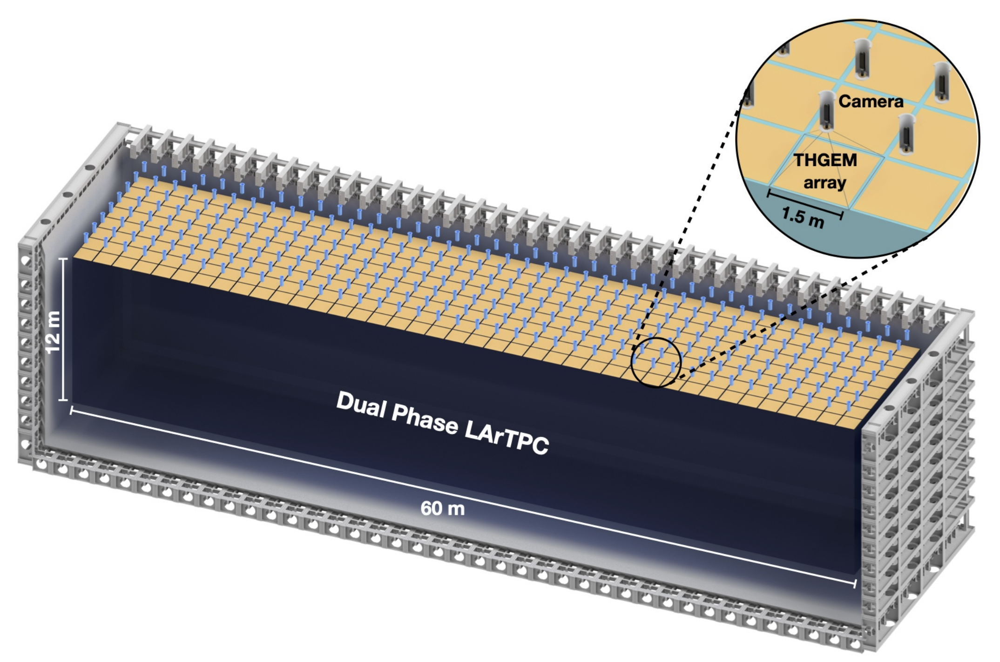 Camera
THGEM
array
1.5 m
12 m
Dual Phase LArTPC
60 m